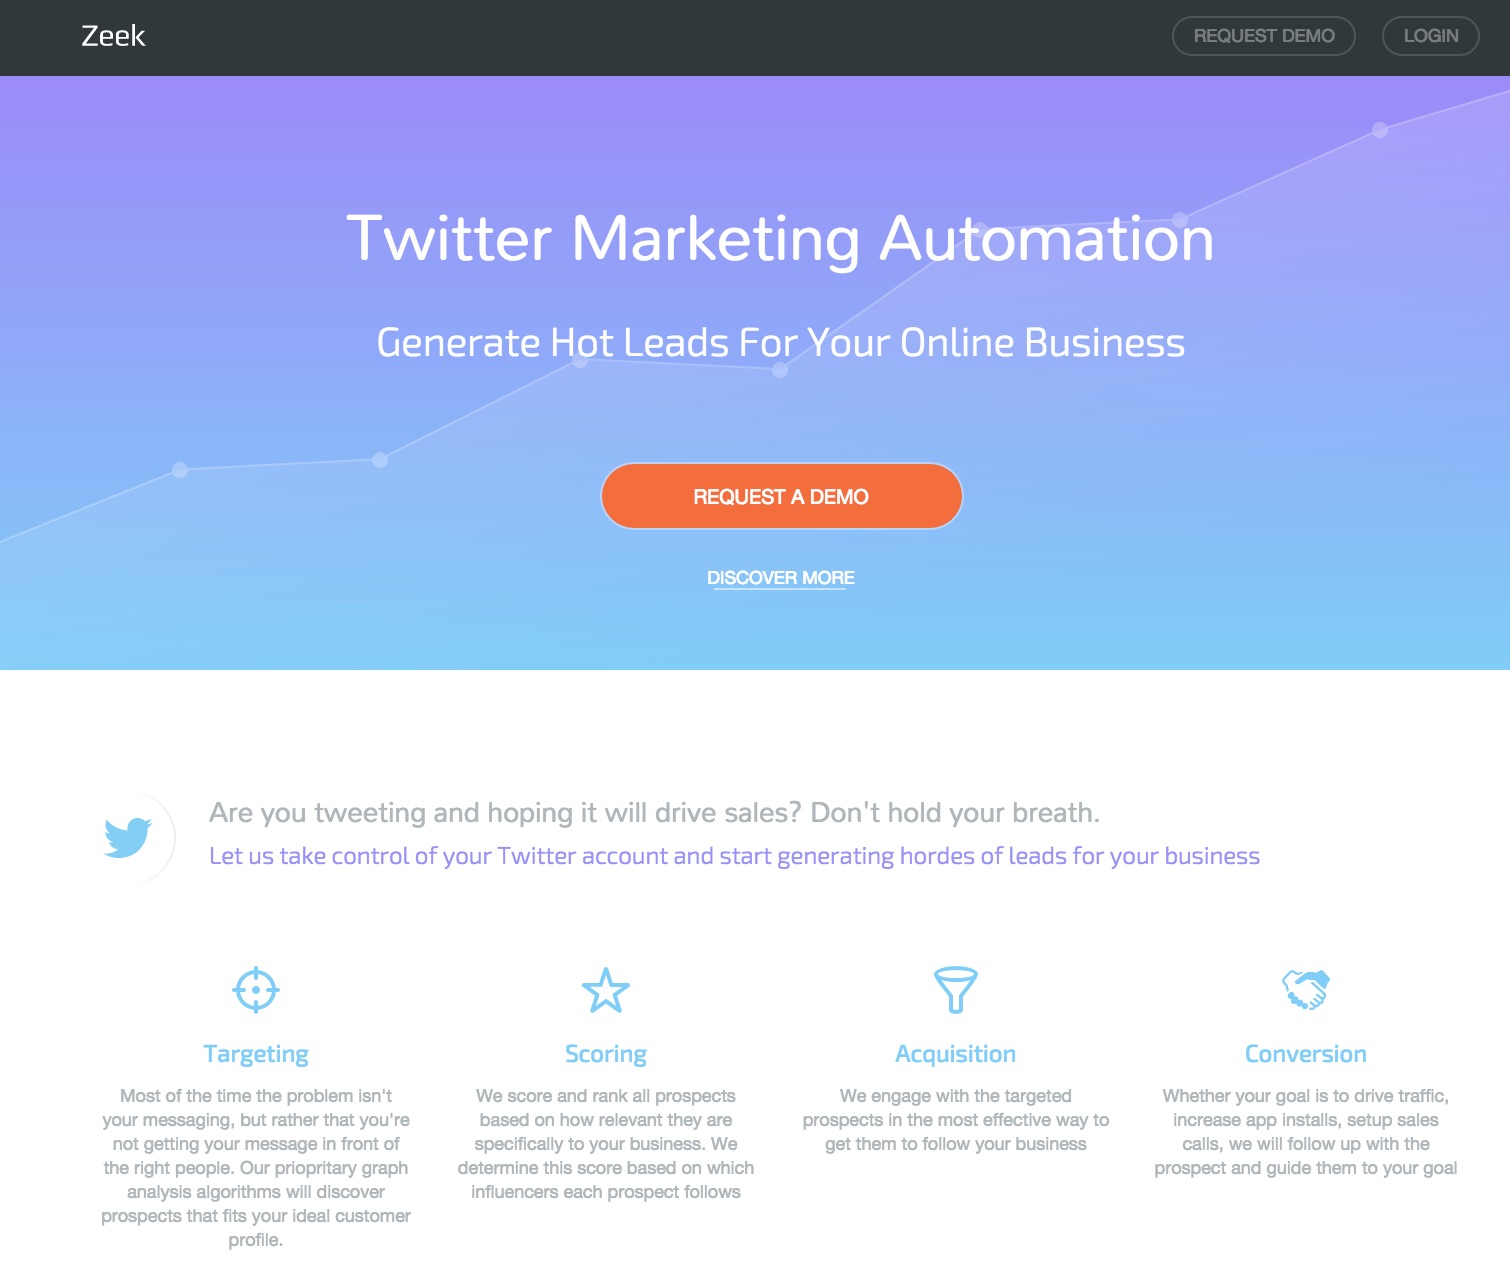 Zeek
REQUEST DEMO
LOGIN
Twitter Marketing Automation
Generate Hot Leads For Your Online Business
REQUEST A DEMO
DISCOVER MORE
Are you tweeting and hoping it will drive sales? Don't hold your breath.
Let us take control of your Twitter account and start generating hordes of leads for your business
Targeting
Most of the time the problem isn't
your messaging, but rather that you're
not getting your message in front of
the right people. Our priopritary graph
analysis algorithms will discover
prospects that fits your ideal customer
profile.
Scoring
We score and rank all prospects
based on how relevant they are
specifically to your business. We
determine this score based on which
influencers each prospect follows
Acquisition
We engage with the targeted
prospects in the most effective way to
get them to follow your business
Conversion
Whether your goal is to drive traffic,
increase app installs, setup sales
calls, we will follow up with the
prospect and guide them to your goal